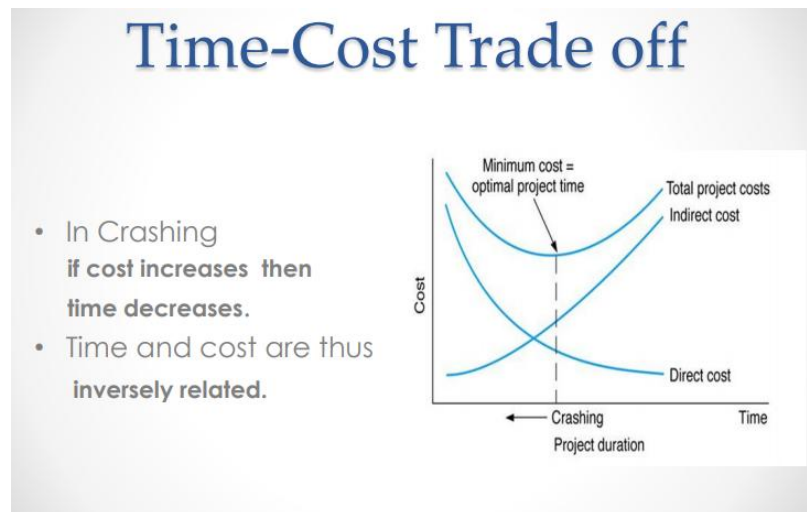 Time-Cost Trade off
• In Crashing
if cost increases then
time decreases.
• Time and cost are thus
inversely related.
Minimum cost =
optimal project time
Total project costs
Indirect cost
Cost
Direct cost
Crashing
Time
Project duration